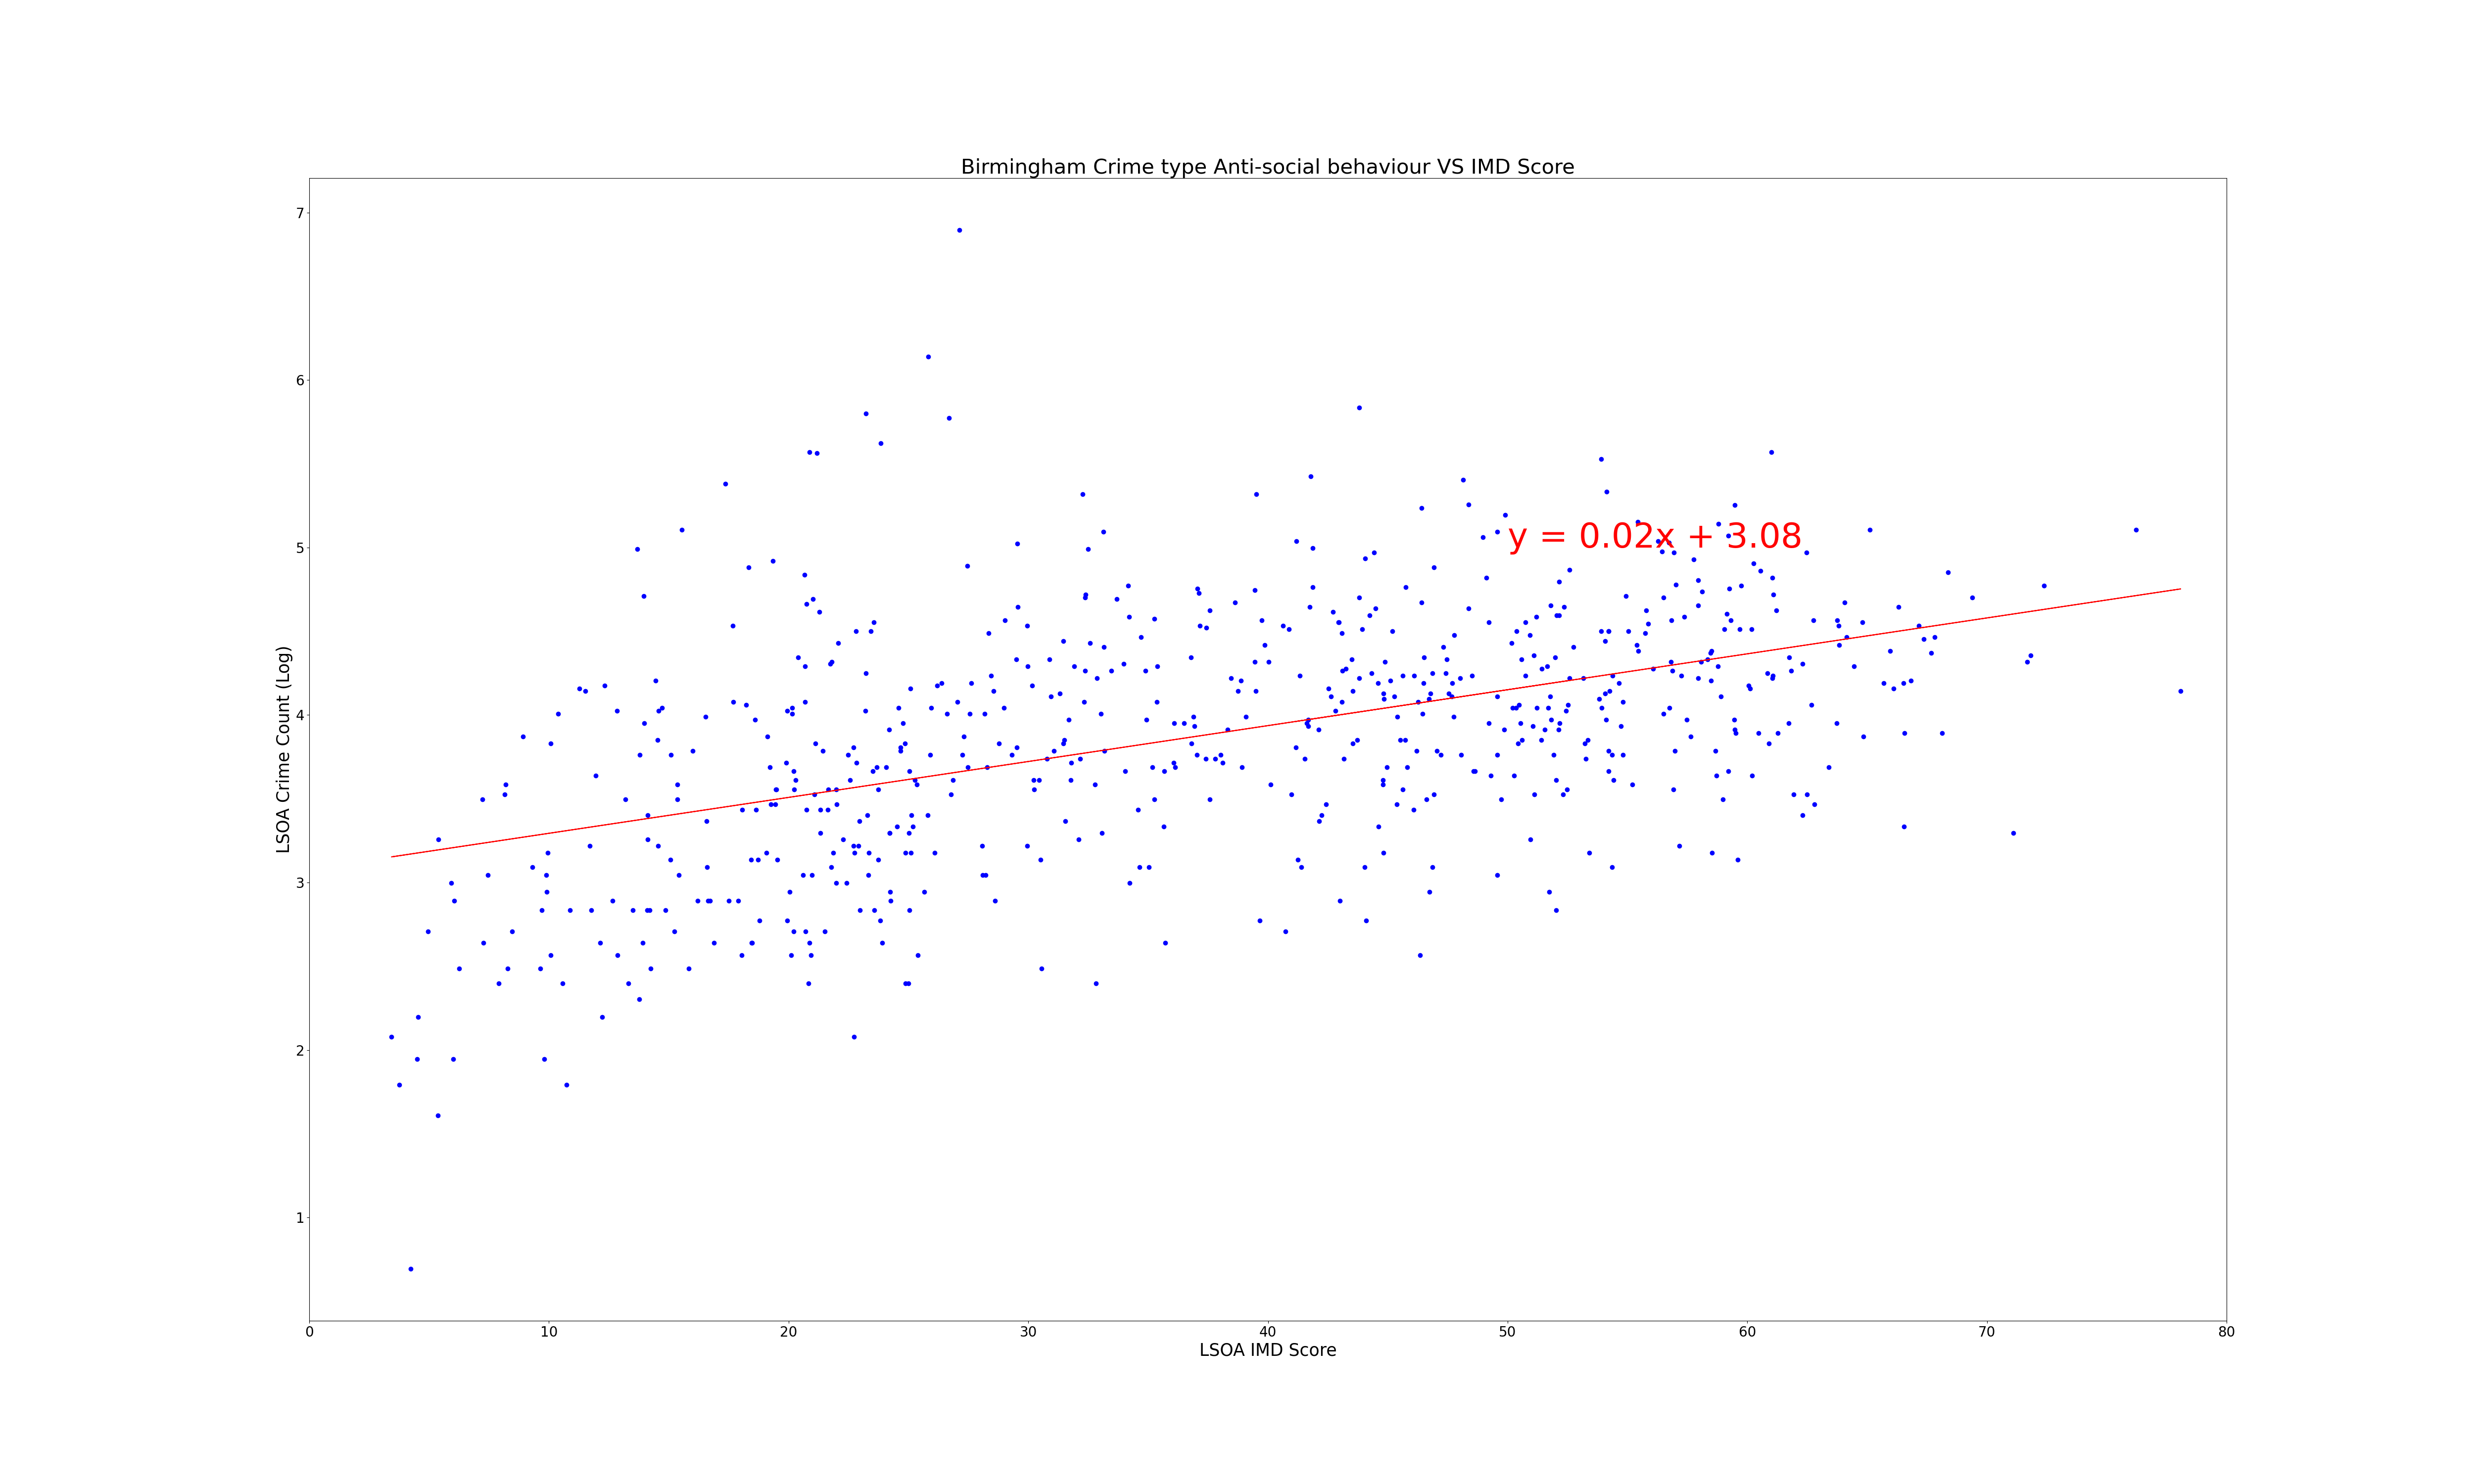 Birmingham Crime type Anti-social behaviour VS IMD Score
7
6
5
4
3
2
1
LSOA Crime Count (Log)
y = 0.02x + 3.08
0 10 20 30 40 50 60 70 80
LSOA IMD Score